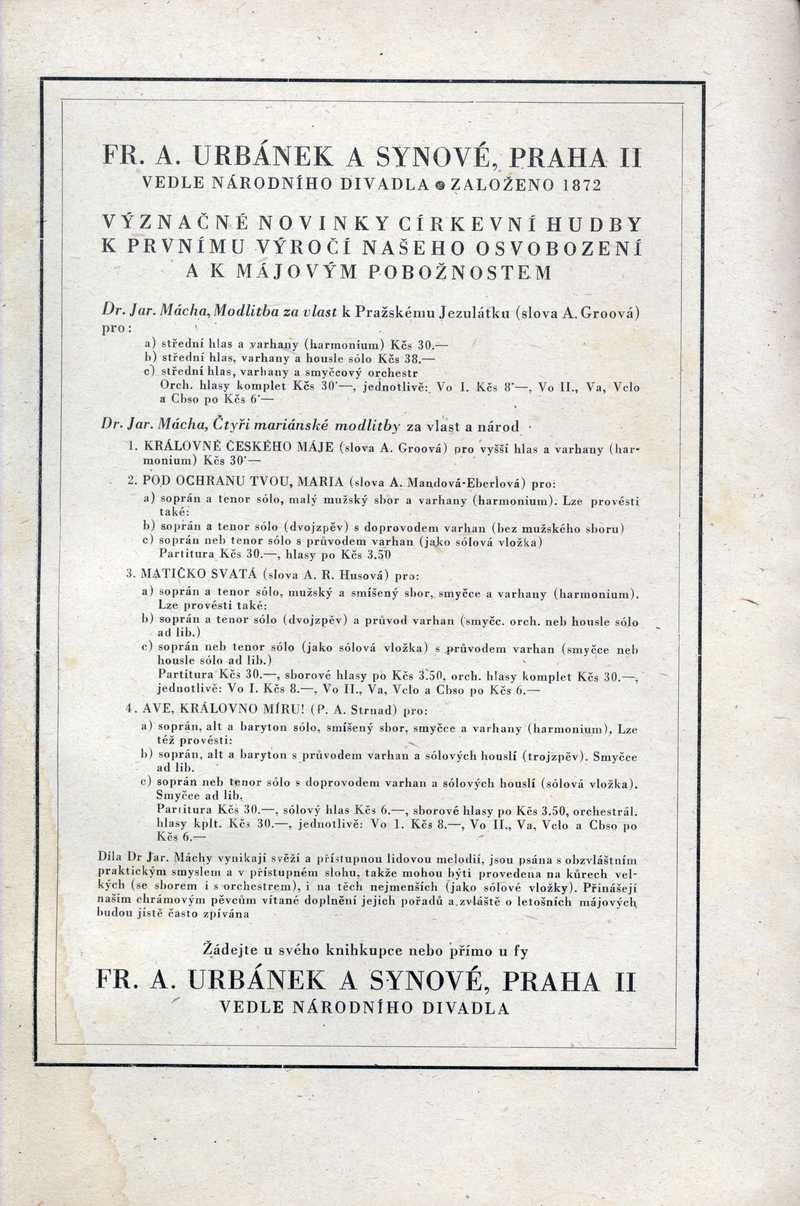 FR. A. URBÁNEK A SYNOVÉ, PRAHA II
VEDLE NÁRODNÍHO DIVADLA ● ZALOŽENO 1872
VÝZNAČNÉ NOVINKY CÍRKEVNÍ HUDBY
K PRVNÍMU VÝROČÍ NAŠEHO OSVOBOZENÍ
A K MÁJOVÝM POBOŽNOSTEM
Dr. Jar. Mácha, Modlitba za vlast k Pražskému Jezulátku (slova A. Groová)
pro:
a) střední hlas a varhany (harmonium) Kčs 30.—
b) střední hlas, varhany a housle sólo Kčs 38.—
c) střední hlas, varhany a smyčcový orchestr
Orch. hlasy komplet Kčs 30'—, jednotlivě: Vo I. Kčs 8'—, Vo II., Va, Vclo
a Cbso po Kčs 6'—
Dr. Jar. Mácha, Čtyři mariánské modlitby za vlast a národ
1. KRÁLOVNĚ ČESKÉHO MÁJE (slova A. Groová) pro vyšší hlas a varhany (har-
monium) Kčs 30'—
2. POD OCHRANU TVOU, MARIA (slova A. Mandová-Eberlová) pro:
a) soprán a tenor sólo, malý mužský sbor a varhany (harmonium). Lze provésti
také:
b) soprán a tenor sólo (dvojzpěv) s doprovodem varhan (bez mužského sboru)
c) soprán neb tenor sólo s průvodem varhan (jako sólová vložka)
Partitura Kčs 30.—, hlasy po Kčs 3.50
3. MATIČKO SVATÁ (slova A. R. Husová) pro:
a) soprán a tenor sólo, mužský a smíšený sbor, smyčce a varhany (harmonium).
Lze provésti také:
b) soprán a tenor sólo (dvojzpěv) a průvod varhan (smyčc. orch. neb housle sólo
ad lib.)
c) soprán neb tenor sólo (jako sólová vložka) s průvodem varhan (smyčce neb
housle sólo ad lib.)
Partitura Kčs 30.—, sborové hlasy po Kčs 3.50, orch. hlasy komplet Kčs 30.—,
jednotlivě: Vo I. Kčs 8.—, Vo II., Va, Vclo a Cbso po Kčs 6.—
4. AVE, KRÁLOVNO MÍRU! (P. A. Strnad) pro:
a) soprán, alt a baryton sólo, smíšený sbor, smyčce a varhany (harmonium), Lze
též provésti:
b) soprán, alt a baryton s průvodem varhan a sólových houslí (trojzpěv). Smyčce
ad lib.
c) soprán neb tenor sólo s doprovodem varhan a sólových houslí (sólová vložka).
Smyčce ad lib.
Partitura Kčs 30.—, sólový hlas Kčs 6.—, sborové hlasy po Kčs 3.50, orchestrál.
hlasy kplt. Kčs 30.—, jednotlivě: Vo I. Kčs 8.—, Vo II., Va, Vclo a Cbso po
Kčs 6.—
Díla Dr Jar. Máchy vynikají svěží a přístupnou lidovou melodií, jsou psána s obzvláštním
praktickým smyslem a v přístupném slohu, takže mohou býti provedena na kůrech vel-
kých (se sborem i s orchestrem), i na těch nejmenších (jako sólové vložky). Přinášejí
našim chrámovým pěvcům vítané doplnění jejich pořadů a zvláště o letošních májových
budou jistě často zpívána
Žádejte u svého knihkupce nebo přímo u fy
FR. A. URBÁNEK A SYNOVÉ, PRAHA II
VEDLE NÁRODNÍHO DIVADLA